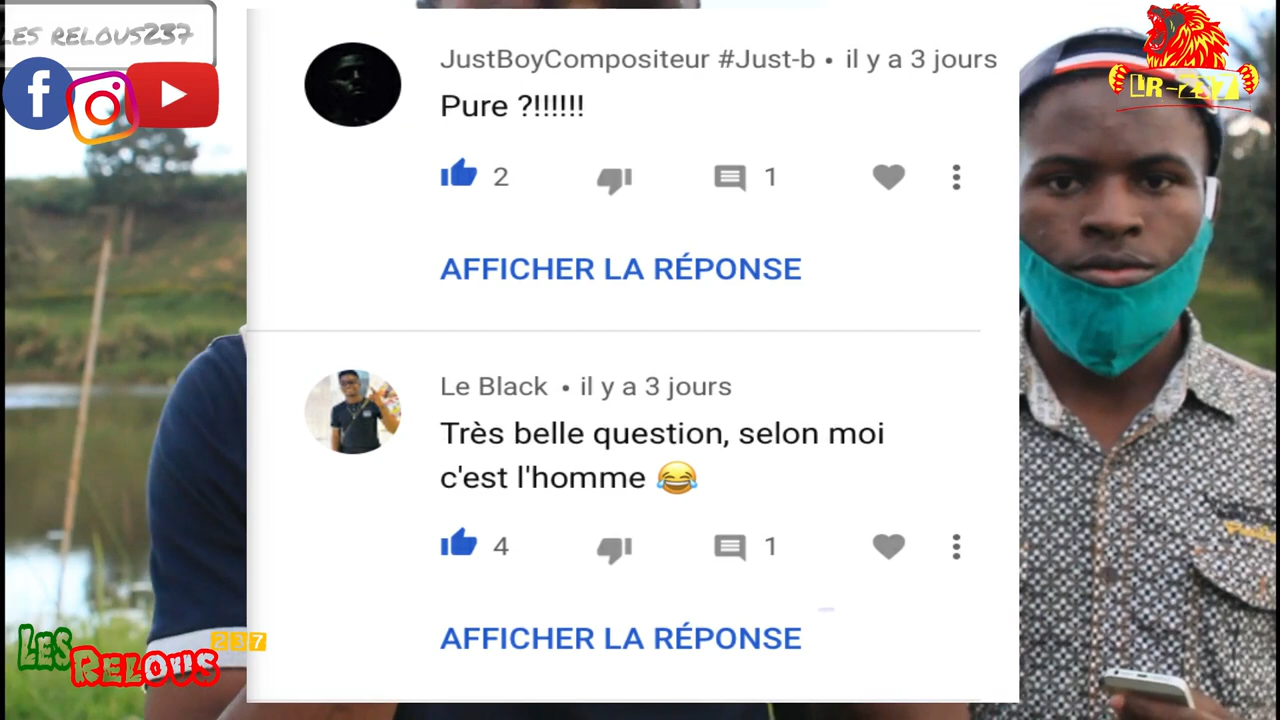 LES RELOUS237
LR-237
JustBoyCompositeur #Just-b • il y a 3 jours
Pure ?!!!!!!
2
1
AFFICHER LA RÉPONSE
Le Black • il y a 3 jours
Très belle question, selon moi
c'est l'homme 😂
4
1
AFFICHER LA RÉPONSE
LES
RELOUS
237